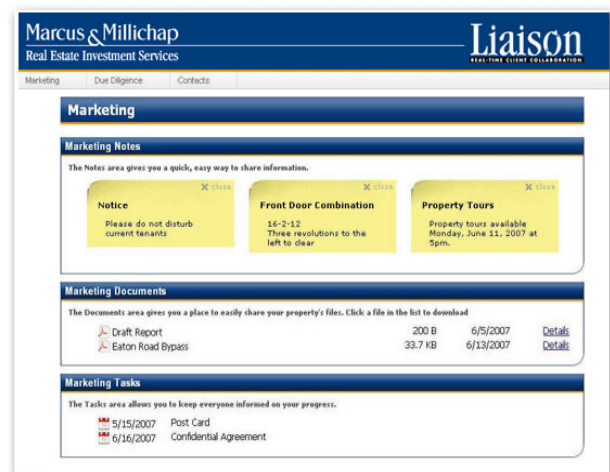 Marcus & Millichap
Real Estate Investment Services
Liaison
REAL-TIME CLIENT COLLABORATION
Marketing Due Diligence Contacts
Marketing
Marketing Notes
The Notes area gives you a quick, easy way to share information.
X close
Notice
Please do not disturb
current tenants
X close
Front Door Combination
16-2-12
Three revolutions to the
left to clear
X close
Property Tours
Property tours available
Monday, June 11, 2007 at
5pm.
Marketing Documents
The Documents area gives you a place to easily share your property's files. Click a file in the list to download
Draft Report 200 B 6/5/2007 Details
Eaton Road Bypass 33.7 KB 6/13/2007 Details
Marketing Tasks
The Tasks area allows you to keep everyone informed on your progress.
5/15/2007 Post Card
6/16/2007 Confidential Agreement